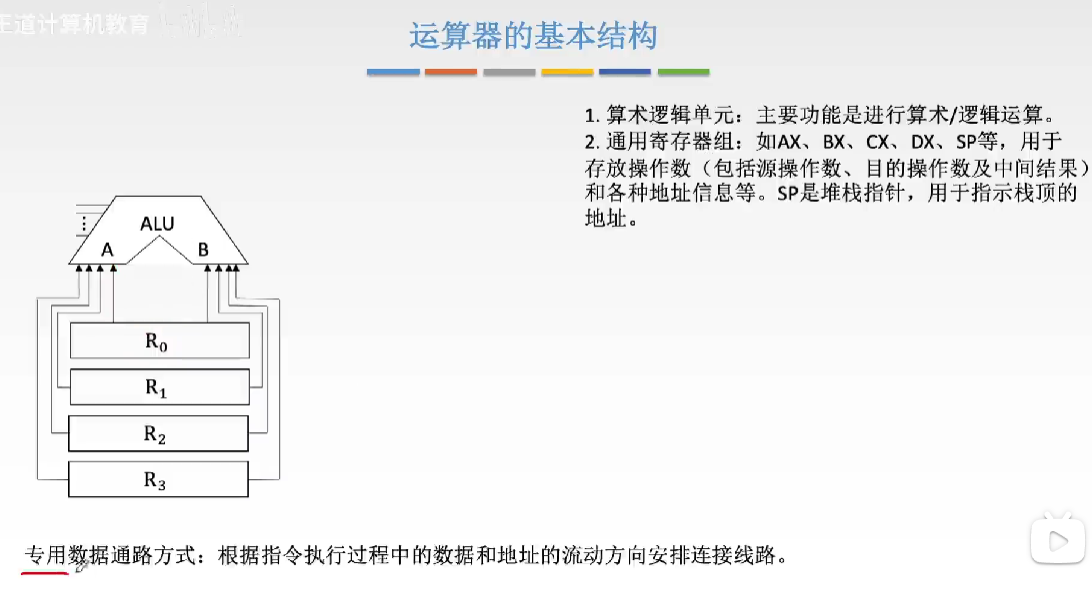 王道计算机教育
运算器的基本结构
1. 算术逻辑单元：主要功能是进行算术/逻辑运算。
2. 通用寄存器组：如AX、BX、CX、DX、SP等，用于
存放操作数（包括源操作数、目的操作数及中间结果）
和各种地址信息等。SP是堆栈指针，用于指示栈顶的
地址。
ALU
A B
R₀
R₁
R₂
R₃
专用数据通路方式：根据指令执行过程中的数据和地址的流动方向安排连接线路。